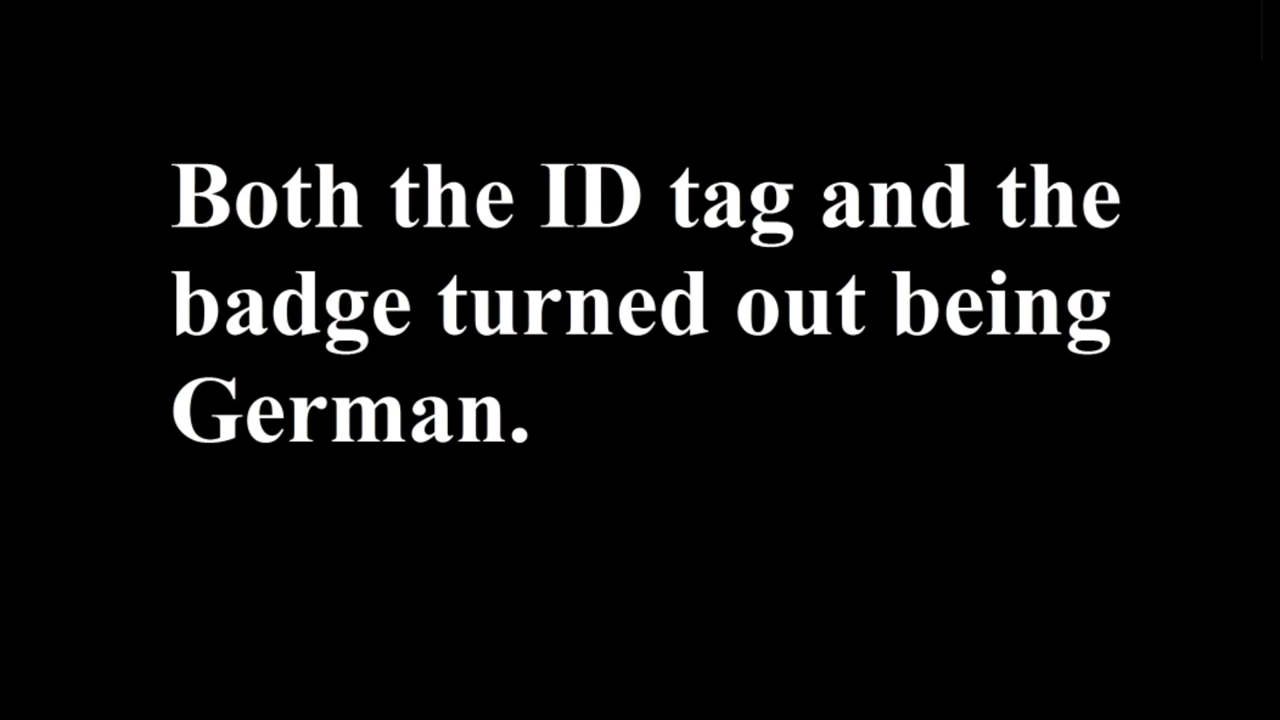 Both the ID tag and the
badge turned out being
German.